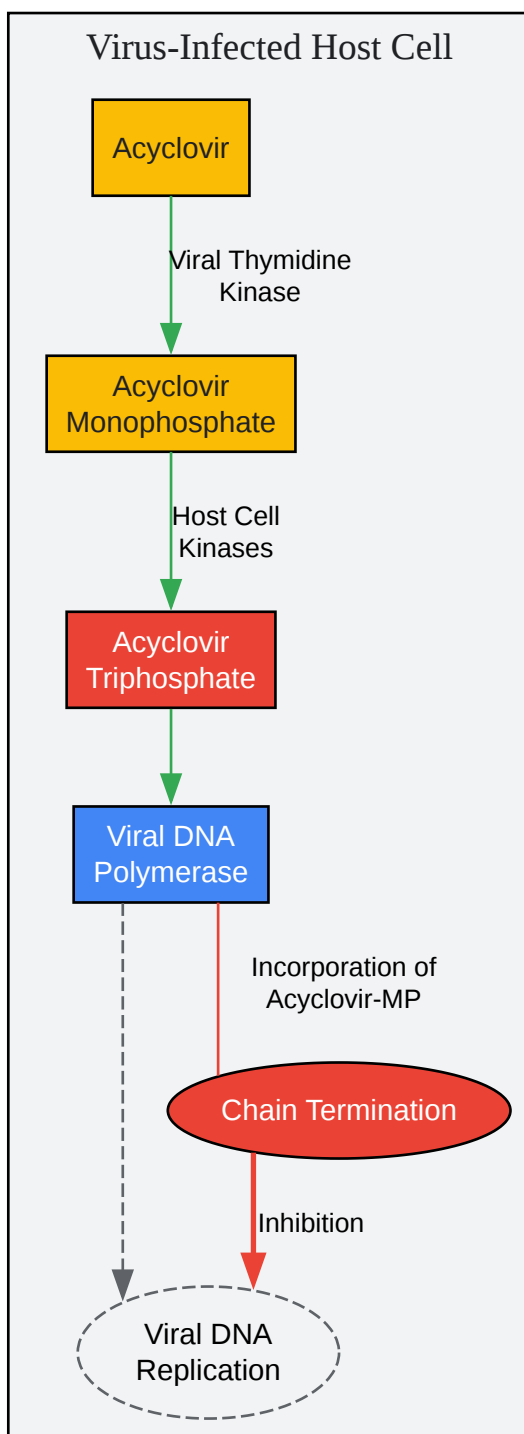 Virus-Infected Host Cell
Acyclovir
Viral Thymidine
Kinase
Acyclovir
Monophosphate
Host Cell
Kinases
Acyclovir
Triphosphate
Viral DNA
Polymerase
Incorporation of
Acyclovir-MP
Chain Termination
Inhibition
Viral DNA
Replication